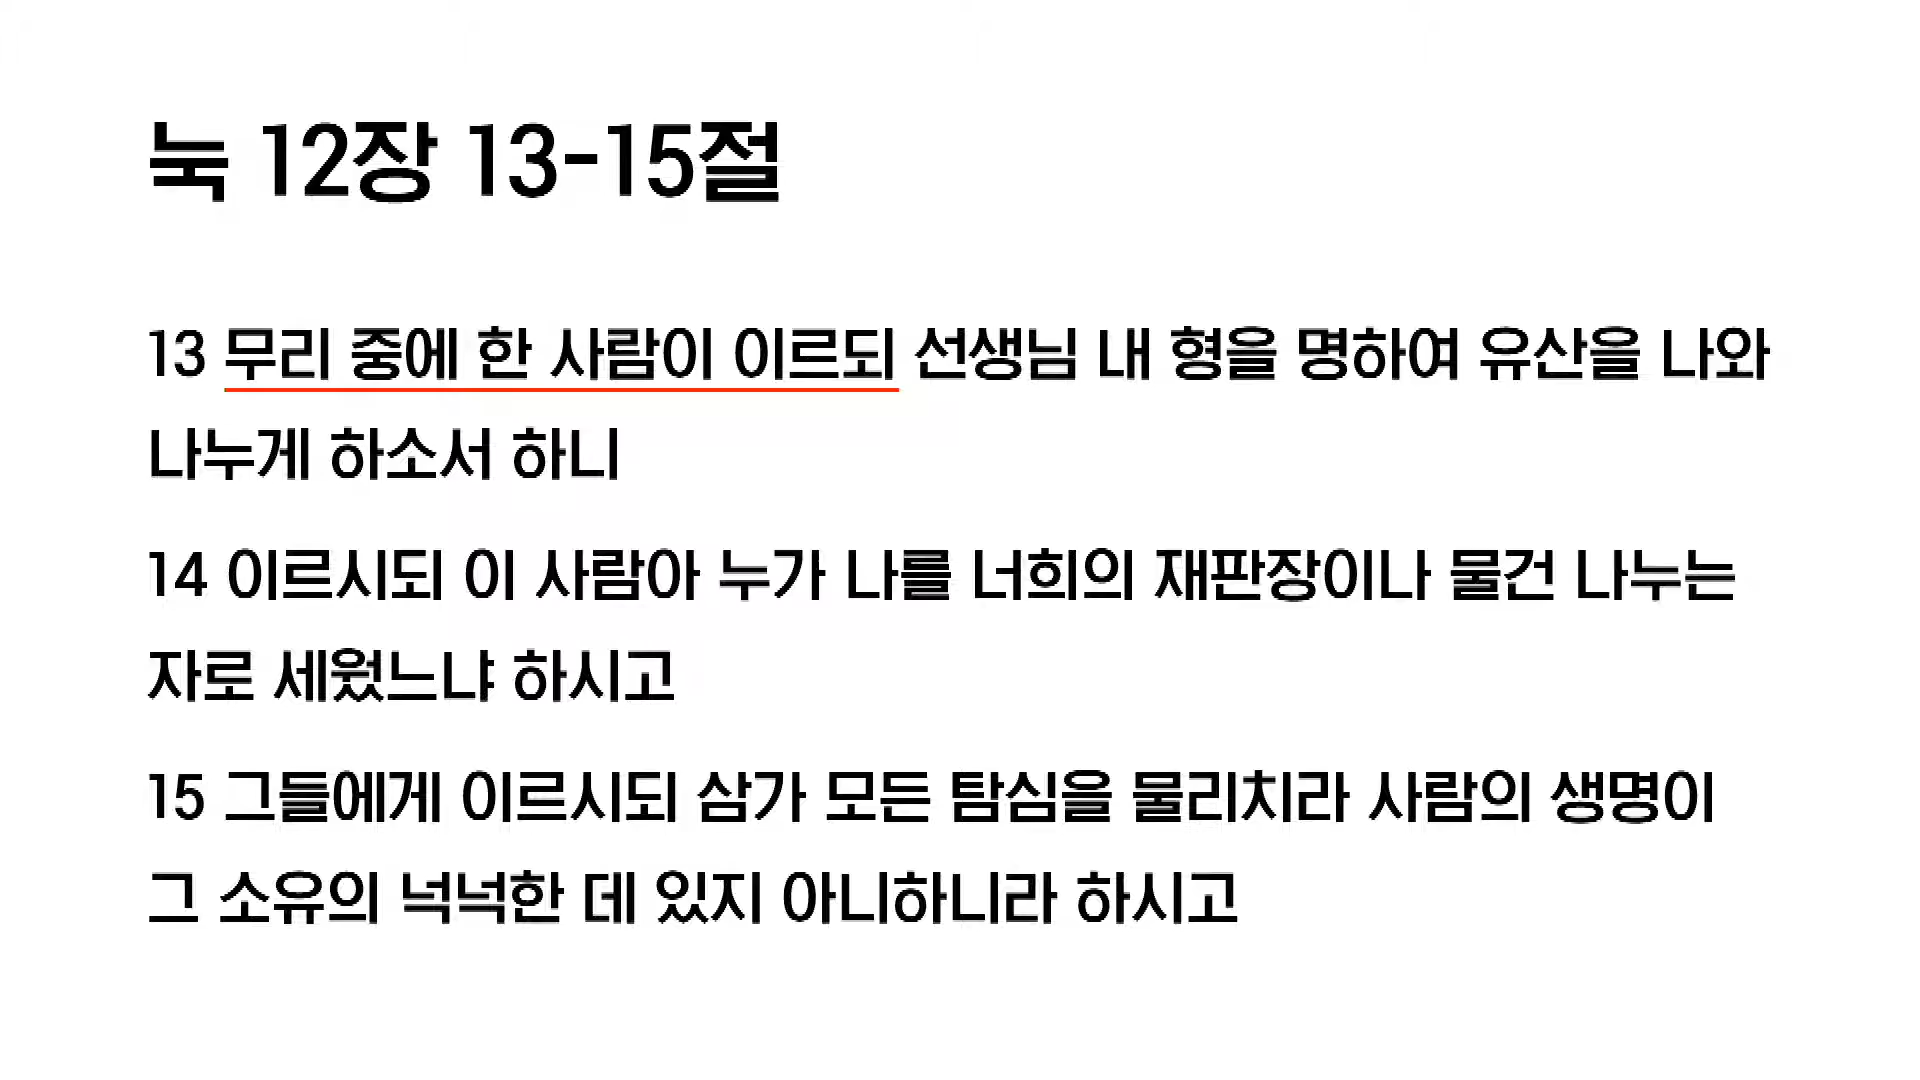 눅 12장 13-15절
13 무리 중에 한 사람이 이르되 선생님 내 형을 명하여 유산을 나와
나누게 하소서 하니
14 이르시되 이 사람아 누가 나를 너희의 재판장이나 물건 나누는
자로 세웠느냐 하시고
15 그들에게 이르시되 삼가 모든 탐심을 물리치라 사람의 생명이
그 소유의 넉넉한 데 있지 아니하니라 하시고